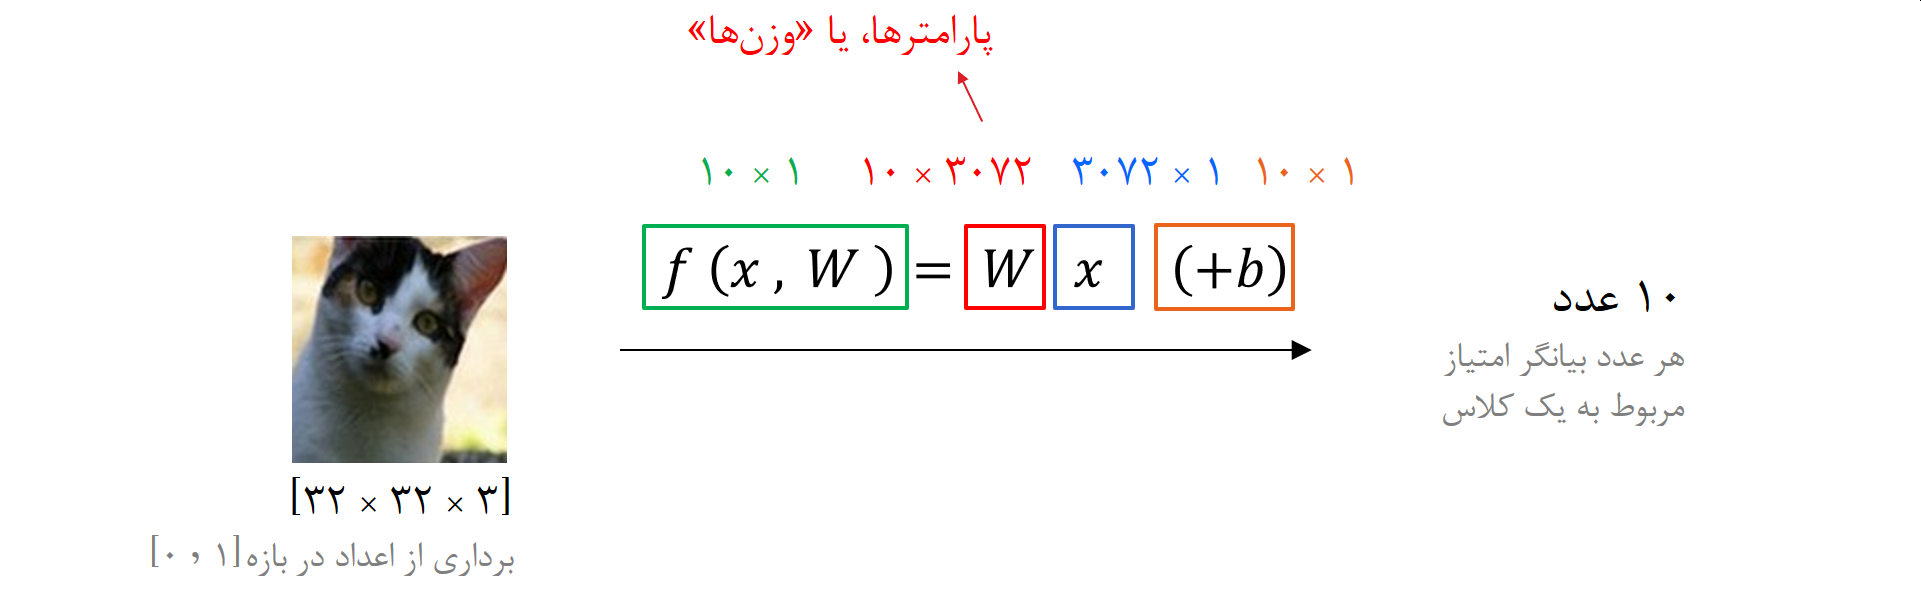 پارامترها، یا «وزن‌ها»
۱۰ × ۱   ۱۰ × ۳۰۷۲   ۳۰۷۲ × ۱   ۱۰ × ۱
f (x , W ) = W x (+b)
۱۰ عدد
هر عدد بیانگر امتیاز
مربوط به یک کلاس
[۳۲ × ۳۲ × ۳]
برداری از اعداد در بازه [۰ , ۱]